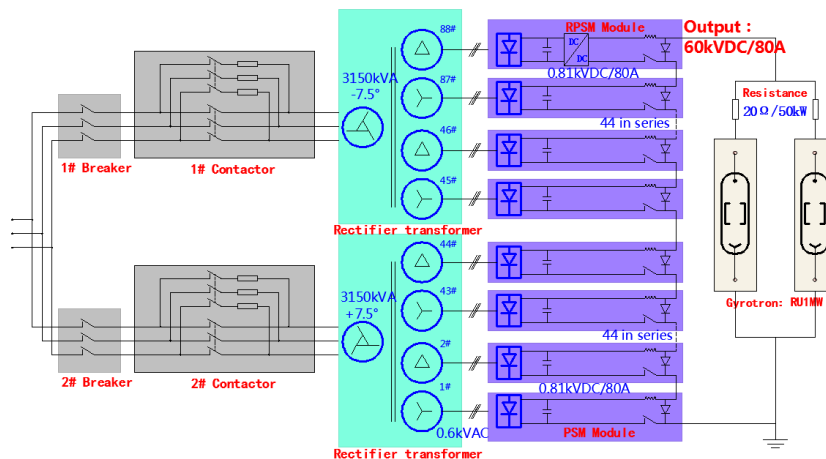 88#
RPSM Module
Output：
60kVDC/80A
DC
DC
3150kVA
-7.5°
0.81kVDC/80A
87#
Resistance
20Ω/50kW
44 in series
46#
1# Breaker
1# Contactor
45#
Rectifier transformer
44#
3150kVA
+7.5°
43#
Gyrotron: RU1MW
44 in series
2#
2# Breaker
2# Contactor
0.81kVDC/80A
1#
0.6kVAC
PSM Module
Rectifier transformer